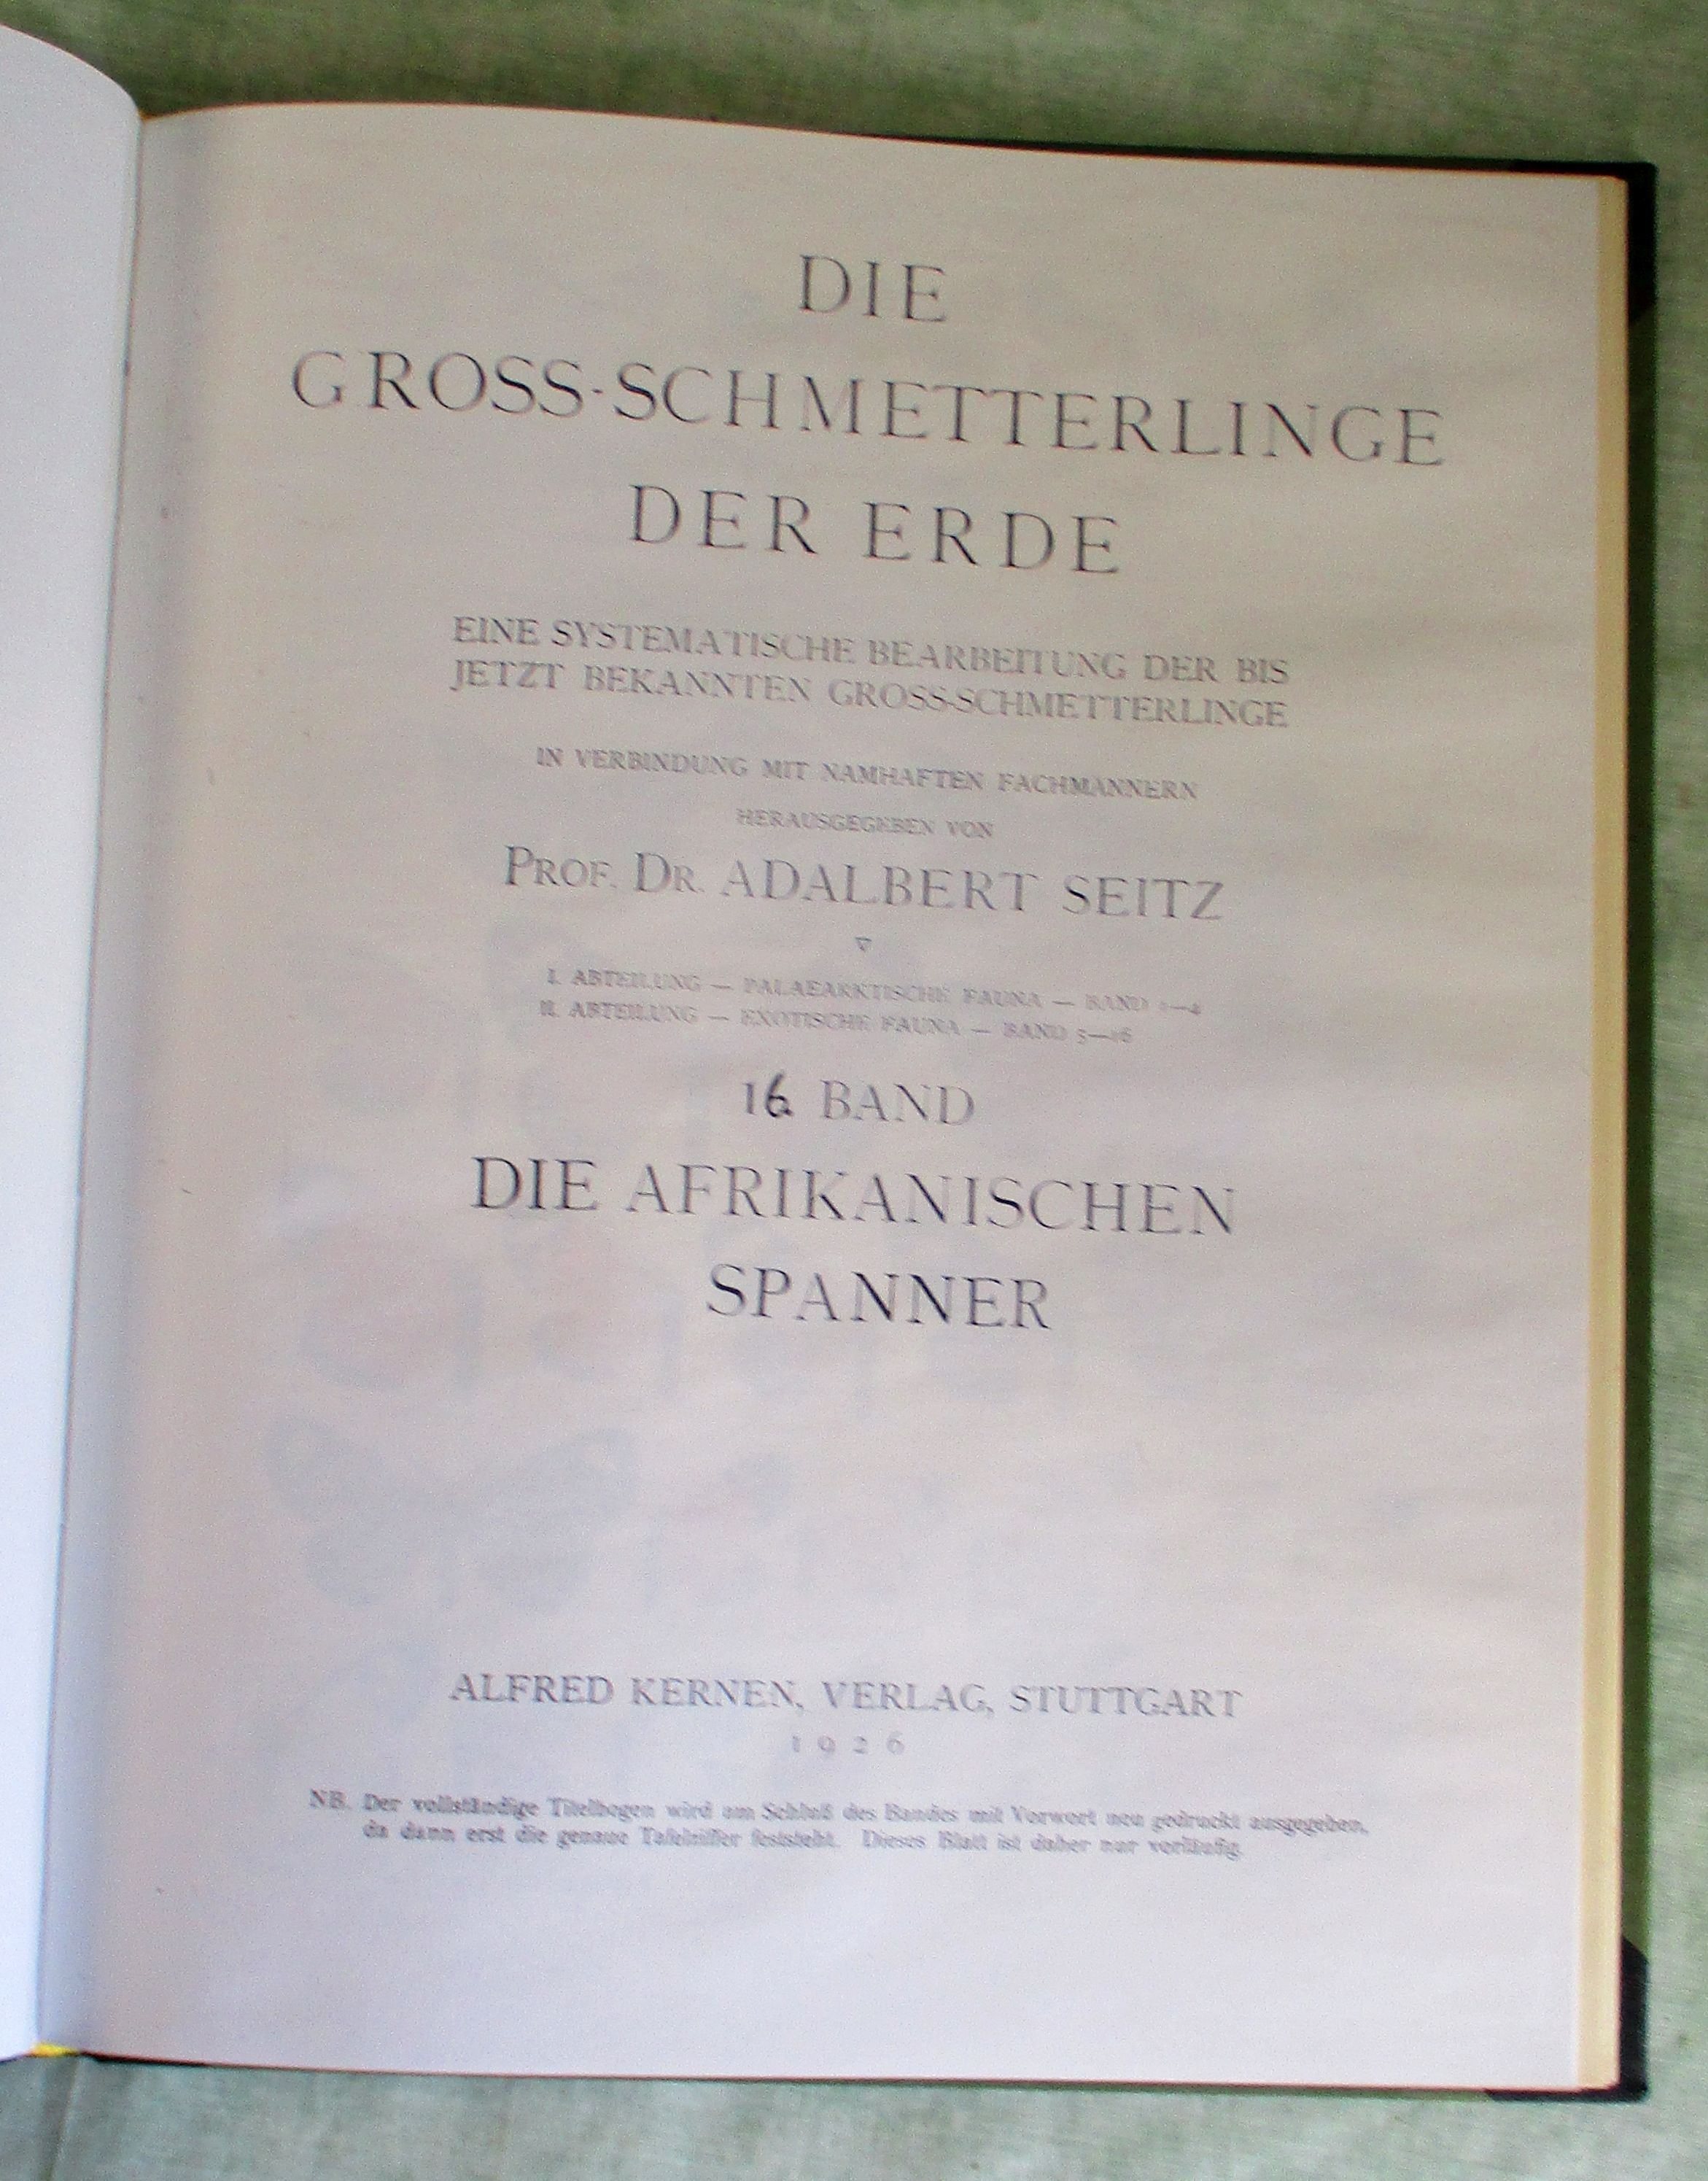 DIE
GROSS-SCHMETTERLINGE
DER ERDE
EINE SYSTEMATISCHE BEARBEITUNG DER BIS
JETZT BEKANNTEN GROSS-SCHMETTERLINGE
IN VERBINDUNG MIT NAMHAFTEN FACHMÄNNERN
HERAUSGEGEBEN VON
PROF. DR. ADALBERT SEITZ
I. ABTEILUNG — PALAEARKTISCHE FAUNA — BAND 1—4
II. ABTEILUNG — EXOTISCHE FAUNA — BAND 5—16
16. BAND
DIE AFRIKANISCHEN
SPANNER
ALFRED KERNEN, VERLAG, STUTTGART
1926
NB. Der vollständige Titelbogen wird am Schluß des Bandes mit Vorwort neu gedruckt ausgegeben,
da dann erst die genaue Tafelziffer feststeht. Dieses Blatt ist daher nur vorläufig.